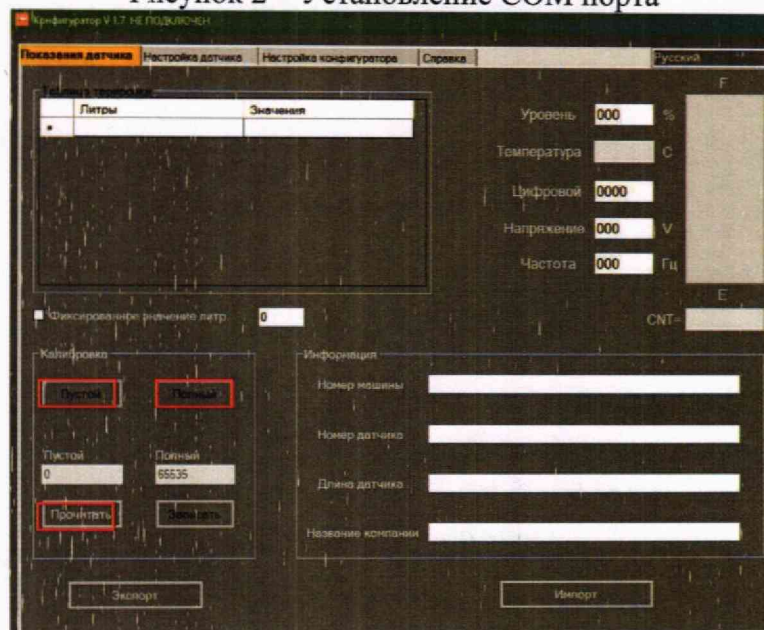 Рисунок 2 – Установление COM порта
Конфигуратор V 1.7 НЕ ПОДКЛЮЧЕН
Показания датчика
Настройка датчика
Настройка конфигуратора
Справка
Русский
Таблица тарировки
Литры
Значения
Уровень 000 %
Температура C
Цифровой 0000
Напряжение 000 V
Частота 000 Гц
F
E
CNT=
Фиксированное значение литр 0
Калибровка
Пустой
Полный
Пустой
Полный
0
65535
Прочитать
Записать
Информация
Номер машины
Номер датчика
Длина датчика
Название компании
Экспорт
Импорт